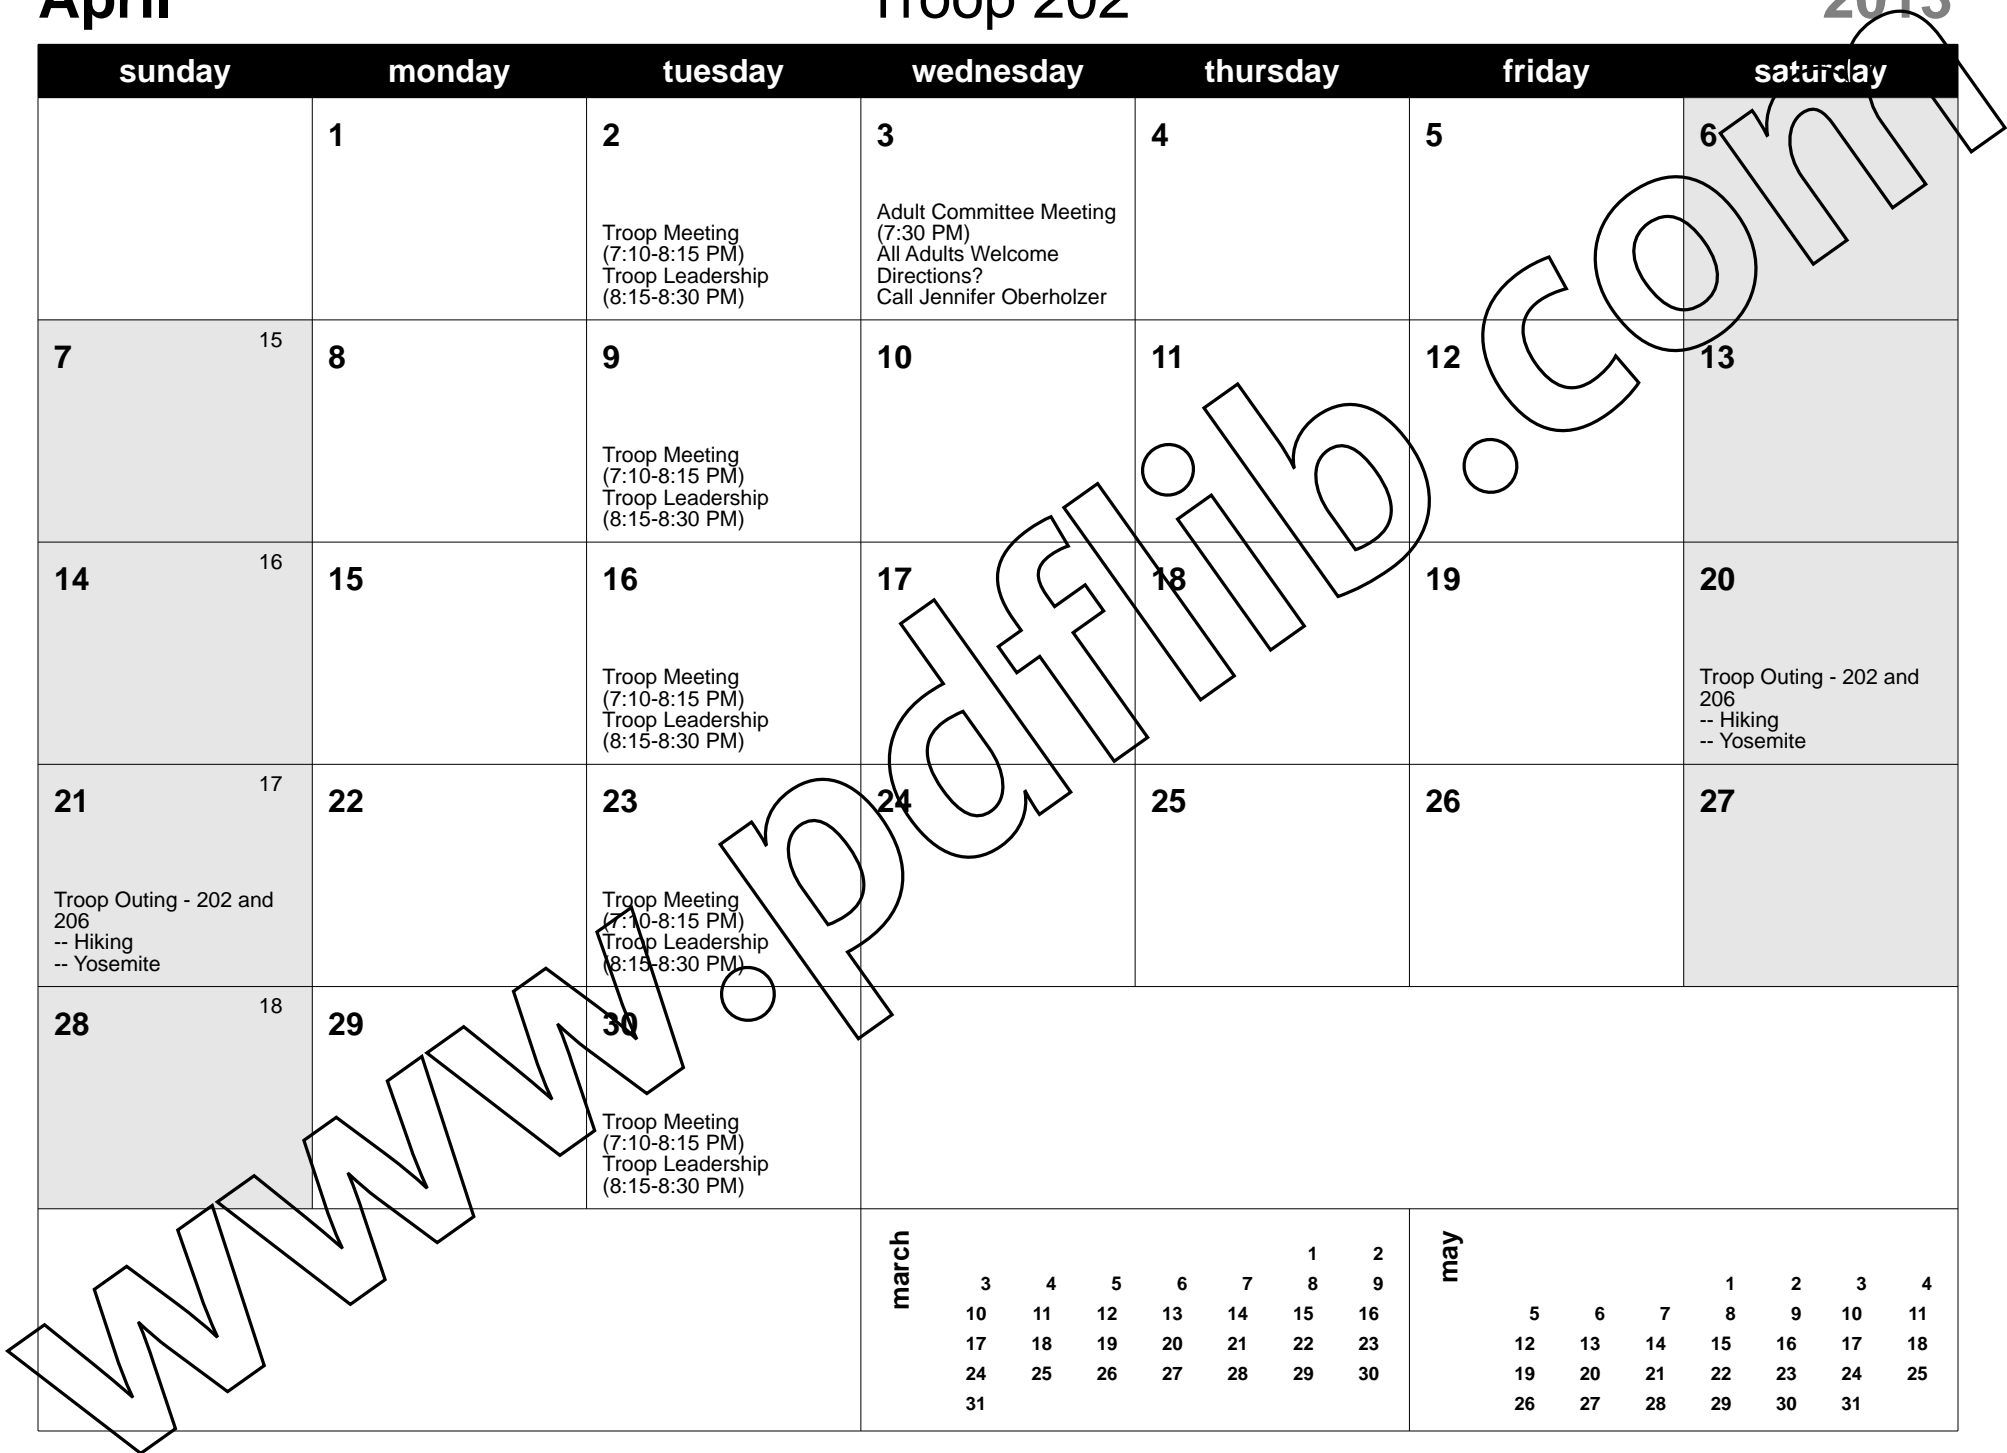 April Troop 202 2013
sunday monday tuesday wednesday thursday friday saturday
1 2 3 4 5 6
Troop Meeting
(7:10-8:15 PM)
Troop Leadership
(8:15-8:30 PM)
Adult Committee Meeting
(7:30 PM)
All Adults Welcome
Directions?
Call Jennifer Oberholzer
15
7 8 9 10 11 12 13
Troop Meeting
(7:10-8:15 PM)
Troop Leadership
(8:15-8:30 PM)
16
14 15 16 17 18 19 20
Troop Meeting
(7:10-8:15 PM)
Troop Leadership
(8:15-8:30 PM)
Troop Outing - 202 and
206
-- Hiking
-- Yosemite
17
21 22 23 24 25 26 27
Troop Outing - 202 and
206
-- Hiking
-- Yosemite
Troop Meeting
(7:10-8:15 PM)
Troop Leadership
(8:15-8:30 PM)
18
28 29 30
Troop Meeting
(7:10-8:15 PM)
Troop Leadership
(8:15-8:30 PM)
march
1 2
3 4 5 6 7 8 9
10 11 12 13 14 15 16
17 18 19 20 21 22 23
24 25 26 27 28 29 30
31
may
1 2 3 4
5 6 7 8 9 10 11
12 13 14 15 16 17 18
19 20 21 22 23 24 25
26 27 28 29 30 31
www.pdflib.com